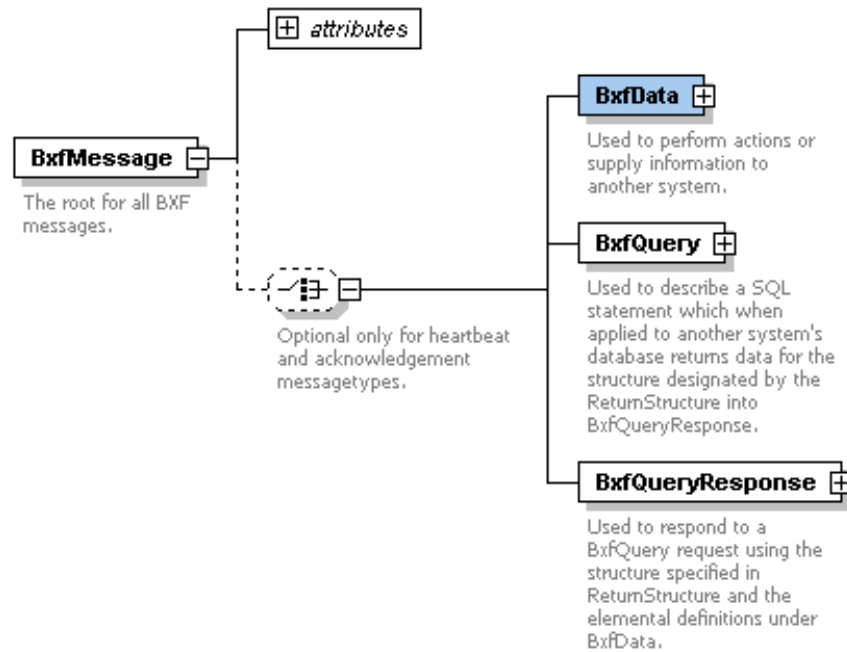 attributes
BxfMessage
The root for all BXF
messages.
BxfData
Used to perform actions or
supply information to
another system.
BxfQuery
Used to describe a SQL
statement which when
applied to another system's
database returns data for the
structure designated by the
ReturnStructure into
BxfQueryResponse.
Optional only for heartbeat
and acknowledgement
messagetypes.
BxfQueryResponse
Used to respond to a
BxfQuery request using the
structure specified in
ReturnStructure and the
elemental definitions under
BxfData.